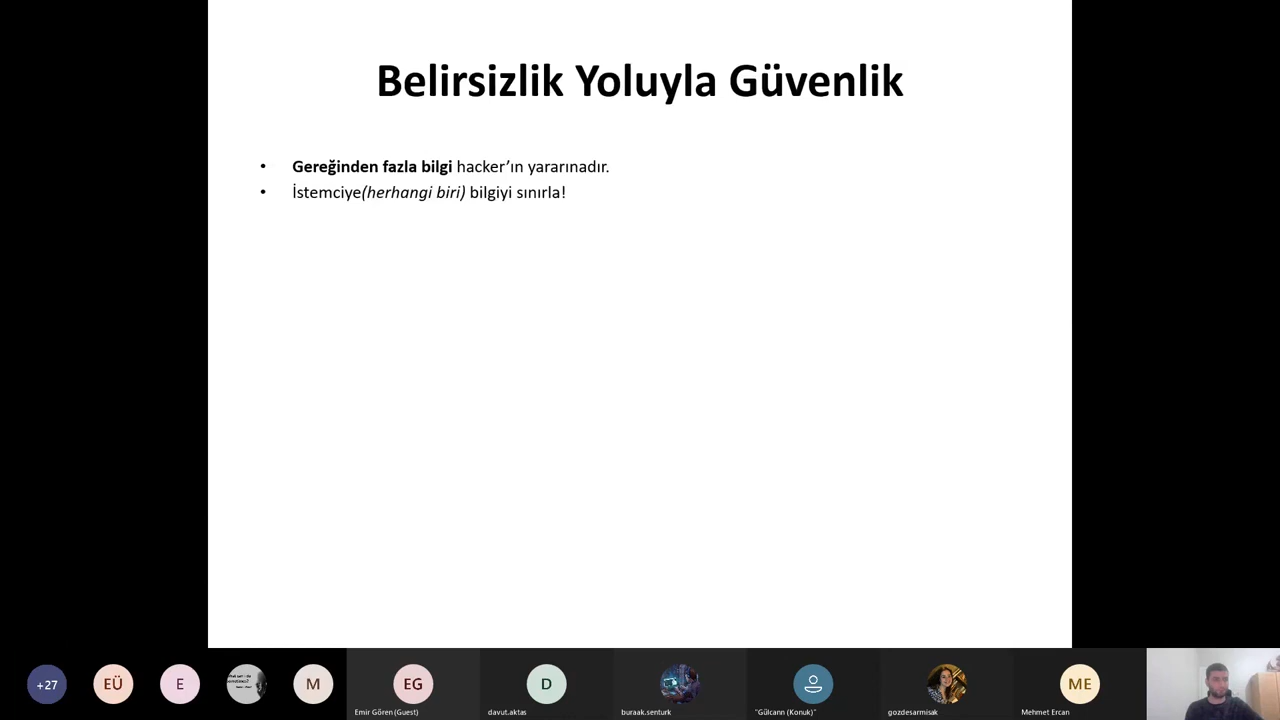 Belirsizlik Yoluyla Güvenlik
• Gereğinden fazla bilgi hacker’ın yararınadır.
• İstemciye(herhangi biri) bilgiyi sınırla!
+27
EÜ
E
M
EG
D
ME
Emir Gören (Guest)
davut.aktas
buraak.senturk
"Gülcann (Konuk)"
gozdesarmisak
Mehmet Ercan